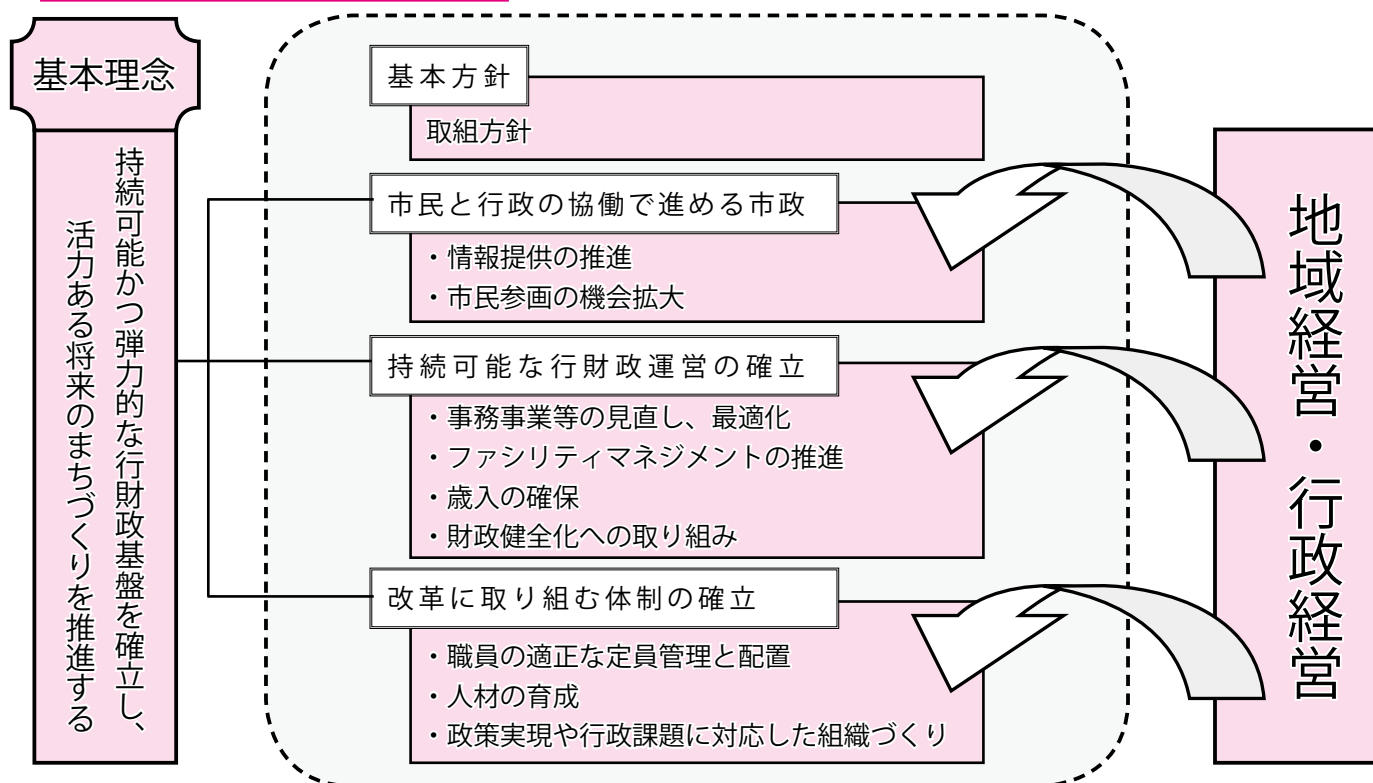 基本理念
持続可能かつ弾力的な行財政基盤を確立し、
活力ある将来のまちづくりを推進する
基本方針
取組方針
市民と行政の協働で進める市政
・情報提供の推進
・市民参画の機会拡大
持続可能な行財政運営の確立
・事務事業等の見直し、最適化
・ファシリティマネジメントの推進
・歳入の確保
・財政健全化への取り組み
改革に取り組む体制の確立
・職員の適正な定員管理と配置
・人材の育成
・政策実現や行政課題に対応した組織づくり
地域経営・行政経営